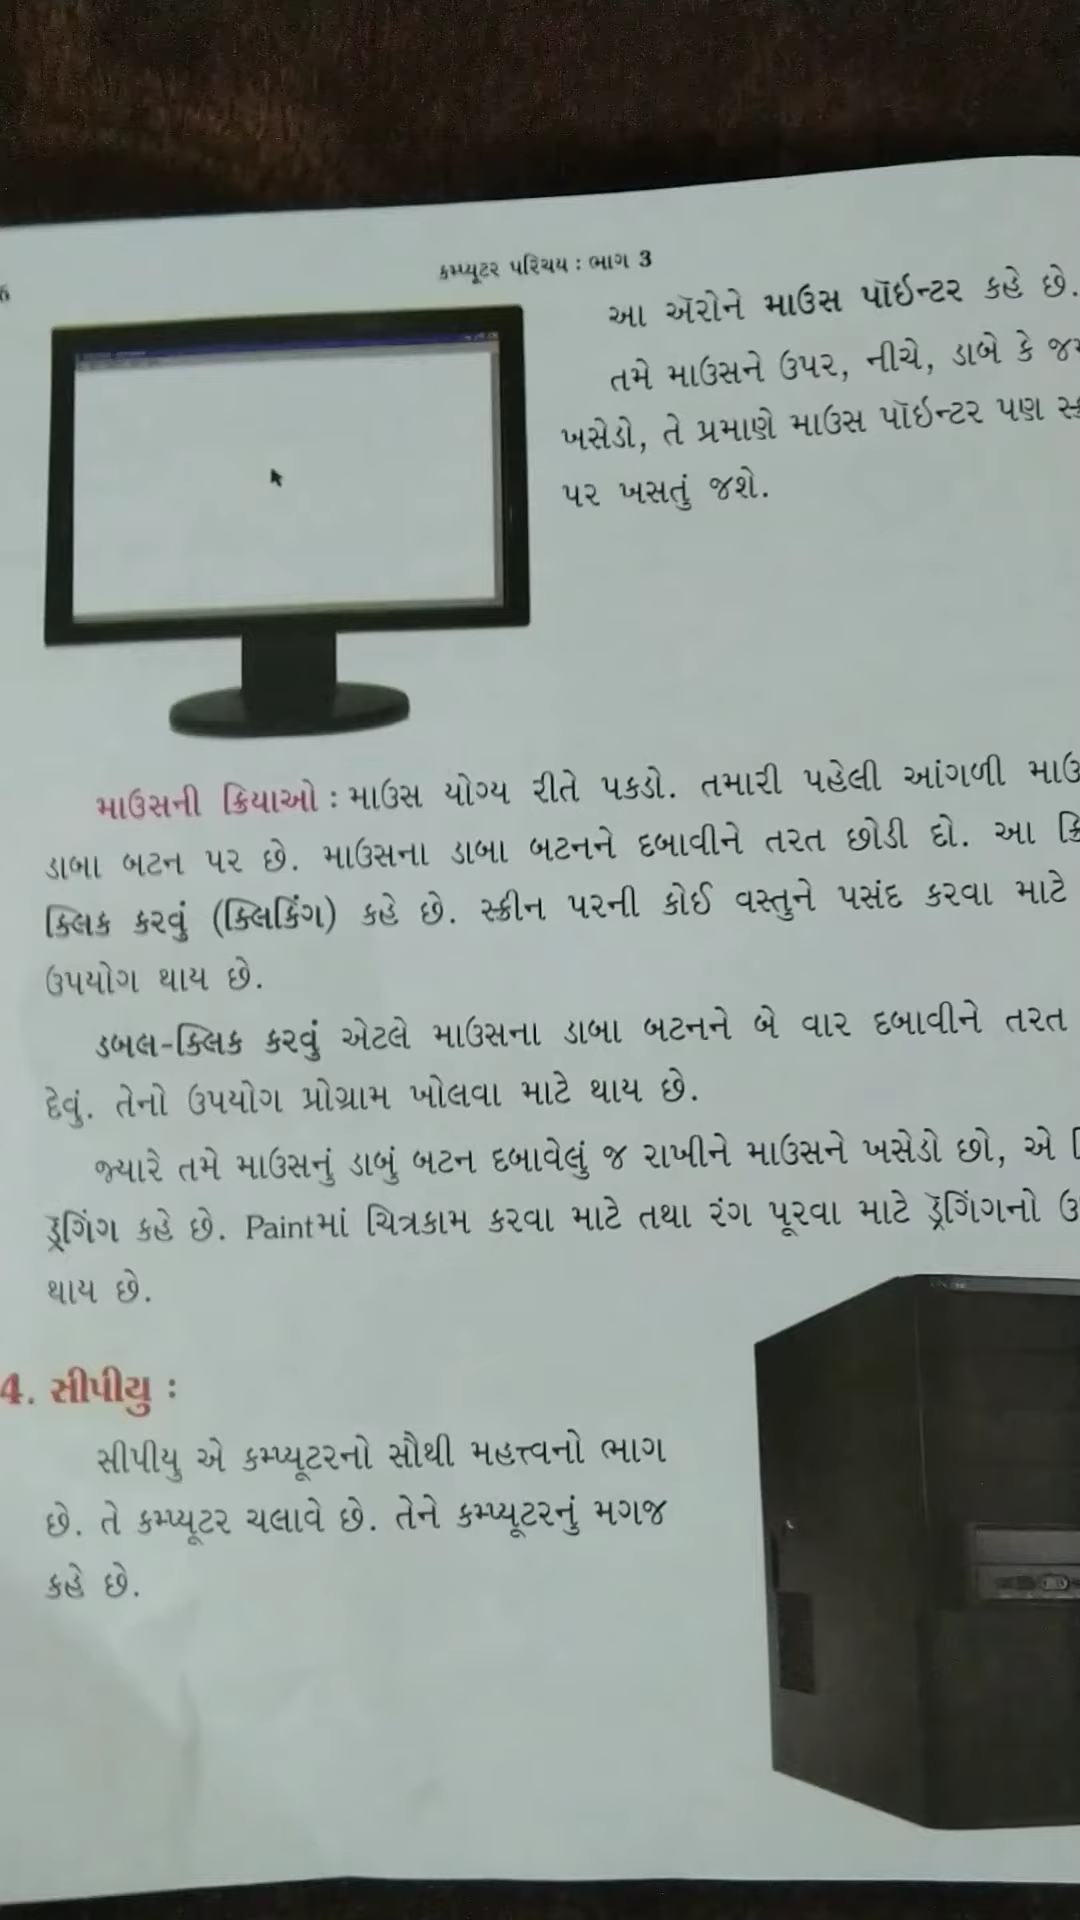 કમ્પ્યૂટર પરિચય : ભાગ 3
આ ઍરોને માઉસ પૉઇન્ટર કહે છે.
તમે માઉસને ઉપર, નીચે, ડાબે કે
ખસેડો, તે પ્રમાણે માઉસ પૉઇન્ટર પણ
પર ખસતું જશે.
માઉસની ક્રિયાઓ : માઉસ યોગ્ય રીતે પકડો. તમારી પહેલી આંગળી
ડાબા બટન પર છે. માઉસના ડાબા બટનને દબાવીને તરત છોડી દો. આ
ક્લિક કરવું (ક્લિકિંગ) કહે છે. સ્ક્રીન પરની કોઈ વસ્તુને પસંદ કરવા માટે
ઉપયોગ થાય છે.
ડબલ-ક્લિક કરવું એટલે માઉસના ડાબા બટનને બે વાર દબાવીને તરત
દેવું. તેનો ઉપયોગ પ્રોગ્રામ ખોલવા માટે થાય છે.
જ્યારે તમે માઉસનું ડાબું બટન દબાવેલું જ રાખીને માઉસને ખસેડો છો, એ
ડ્રૅગિંગ કહે છે. Paintમાં ચિત્રકામ કરવા માટે તથા રંગ પૂરવા માટે ડ્રૅગિંગનો
થાય છે.
4. સીપીયુ :
સીપીયુ એ કમ્પ્યૂટરનો સૌથી મહત્ત્વનો ભાગ
છે. તે કમ્પ્યૂટર ચલાવે છે. તેને કમ્પ્યૂટરનું મગજ
કહે છે.